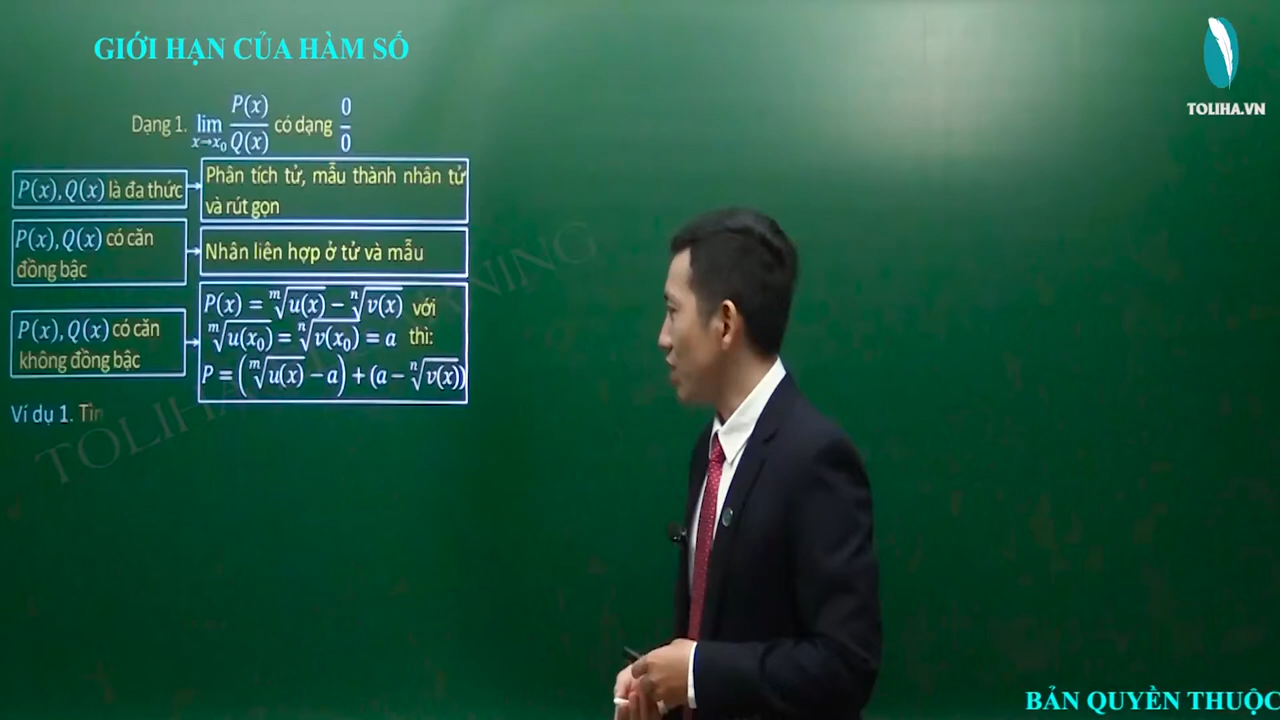 GIỚI HẠN CỦA HÀM SỐ
TOLIHA.VN
Dạng 1. lim x→x₀ P(x)/Q(x) có dạng 0/0
P(x), Q(x) là đa thức
Phân tích tử, mẫu thành nhân tử
và rút gọn
P(x), Q(x) có căn
đồng bậc
Nhân liên hợp ở tử và mẫu
P(x), Q(x) có căn
không đồng bậc
P(x) = ᵐ√u(x) − ⁿ√v(x) với
ᵐ√u(x₀) = ⁿ√v(x₀) = a thì:
P = (ᵐ√u(x) − a) + (a − ⁿ√v(x))
Ví dụ 1. Tìn
BẢN QUYỀN THUỘC